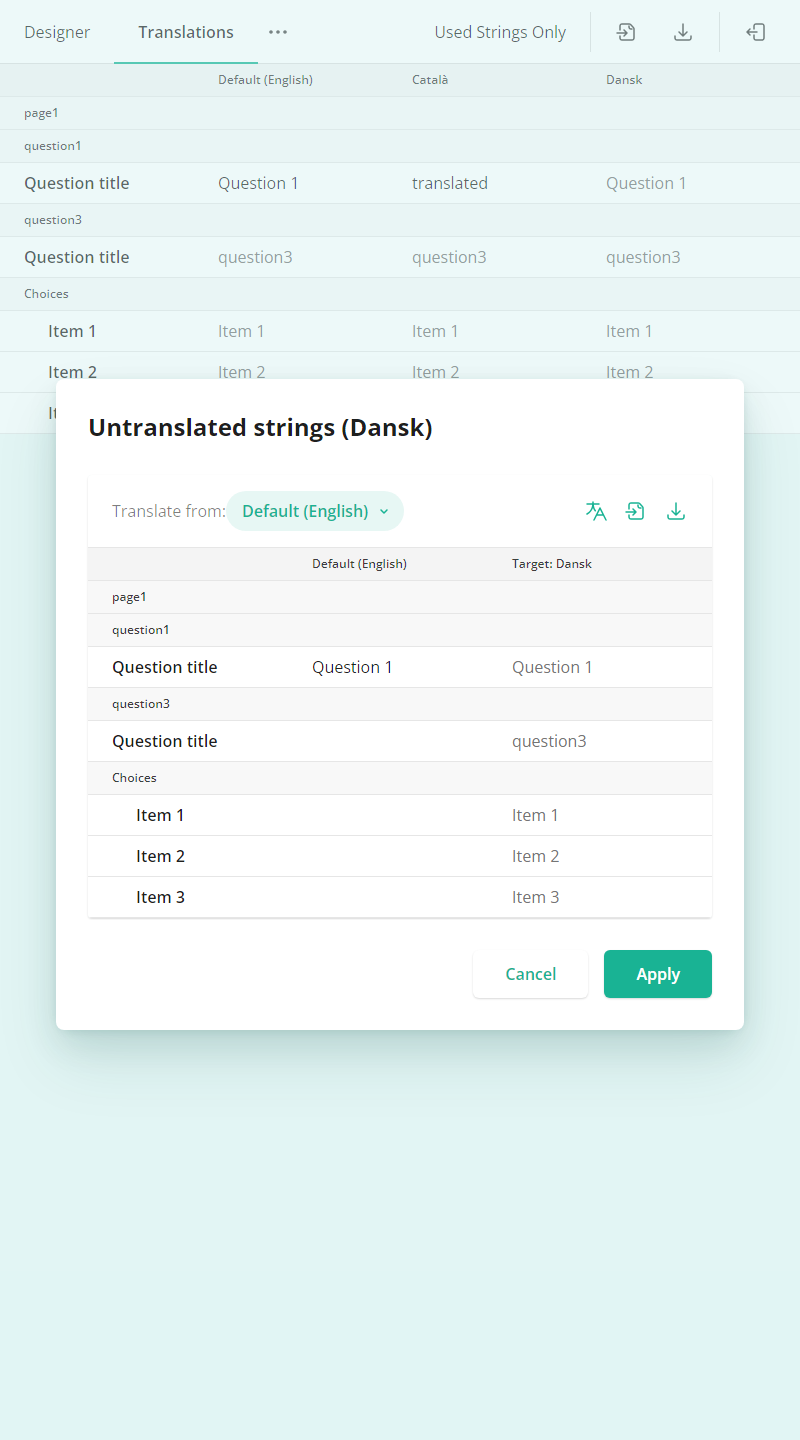 Designer Translations Used Strings Only
Default (English) Català Dansk
page1
question1
Question title Question 1 translated Question 1
question3
Question title question3 question3 question3
Choices
Item 1 Item 1 Item 1 Item 1
Item 2 Item 2 Item 2 Item 2
Untranslated strings (Dansk)
Translate from: Default (English)
Default (English) Target: Dansk
page1
question1
Question title Question 1 Question 1
question3
Question title question3
Choices
Item 1 Item 1
Item 2 Item 2
Item 3 Item 3
Cancel Apply